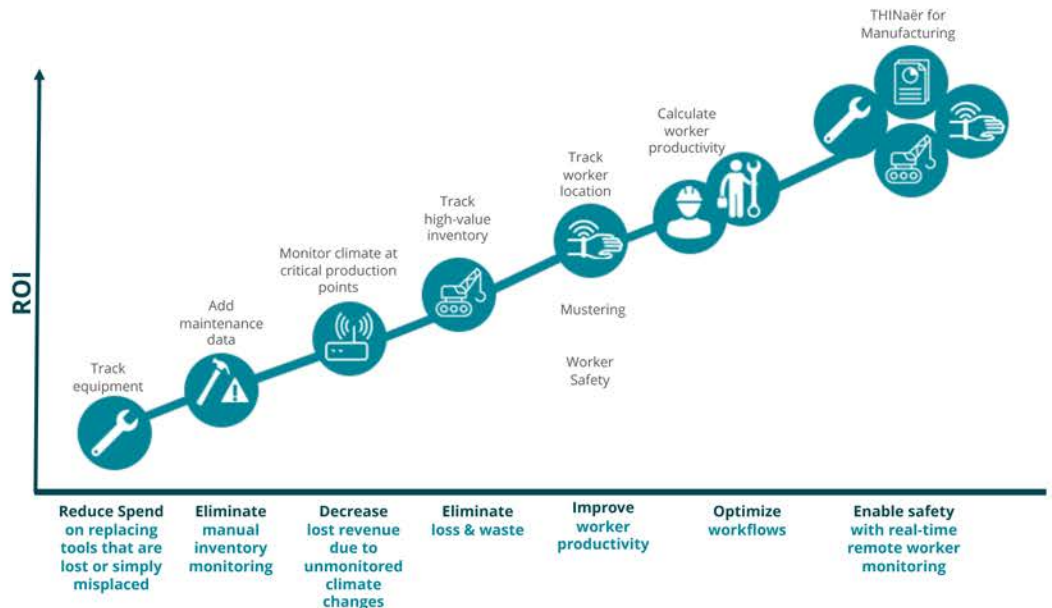 THINaër for
Manufacturing
Calculate
worker
productivity
Track
worker
location
Track
high-value
inventory
Monitor climate at
critical production
points
Add
maintenance
data
Track
equipment
Mustering
Worker
Safety
ROI
Reduce Spend
on replacing
tools that are
lost or simply
misplaced
Eliminate
manual
inventory
monitoring
Decrease
lost revenue
due to
unmonitored
climate
changes
Eliminate
loss & waste
Improve
worker
productivity
Optimize
workflows
Enable safety
with real-time
remote worker
monitoring